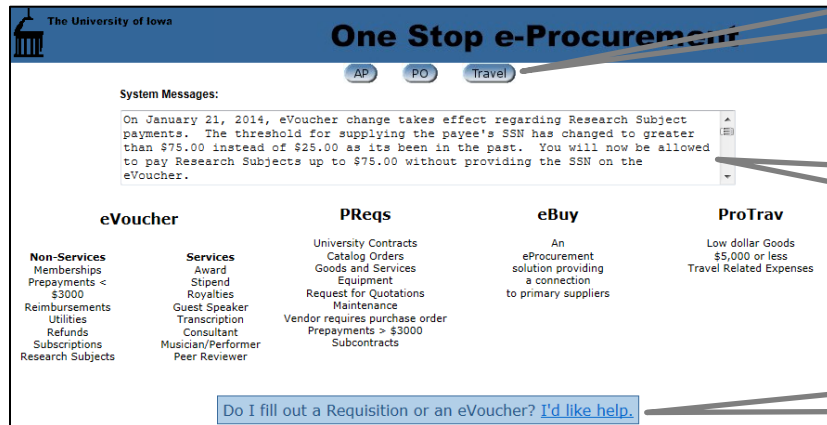 The University of Iowa
One Stop e-Procurement
AP PO Travel
System Messages:
On January 21, 2014, eVoucher change takes effect regarding Research Subject
payments. The threshold for supplying the payee's SSN has changed to greater
than $75.00 instead of $25.00 as its been in the past. You will now be allowed
to pay Research Subjects up to $75.00 without providing the SSN on the
eVoucher.
eVoucher
Non-Services
Memberships
Prepayments <
$3000
Reimbursements
Utilities
Refunds
Subscriptions
Research Subjects
Services
Award
Stipend
Royalties
Guest Speaker
Transcription
Consultant
Musician/Performer
Peer Reviewer
PReqs
University Contracts
Catalog Orders
Goods and Services
Equipment
Request for Quotations
Maintenance
Vendor requires purchase order
Prepayments > $3000
Subcontracts
eBuy
An
eProcurement
solution providing
a connection
to primary suppliers
ProTrav
Low dollar Goods
$5,000 or less
Travel Related Expenses
Do I fill out a Requisition or an eVoucher? I'd like help.